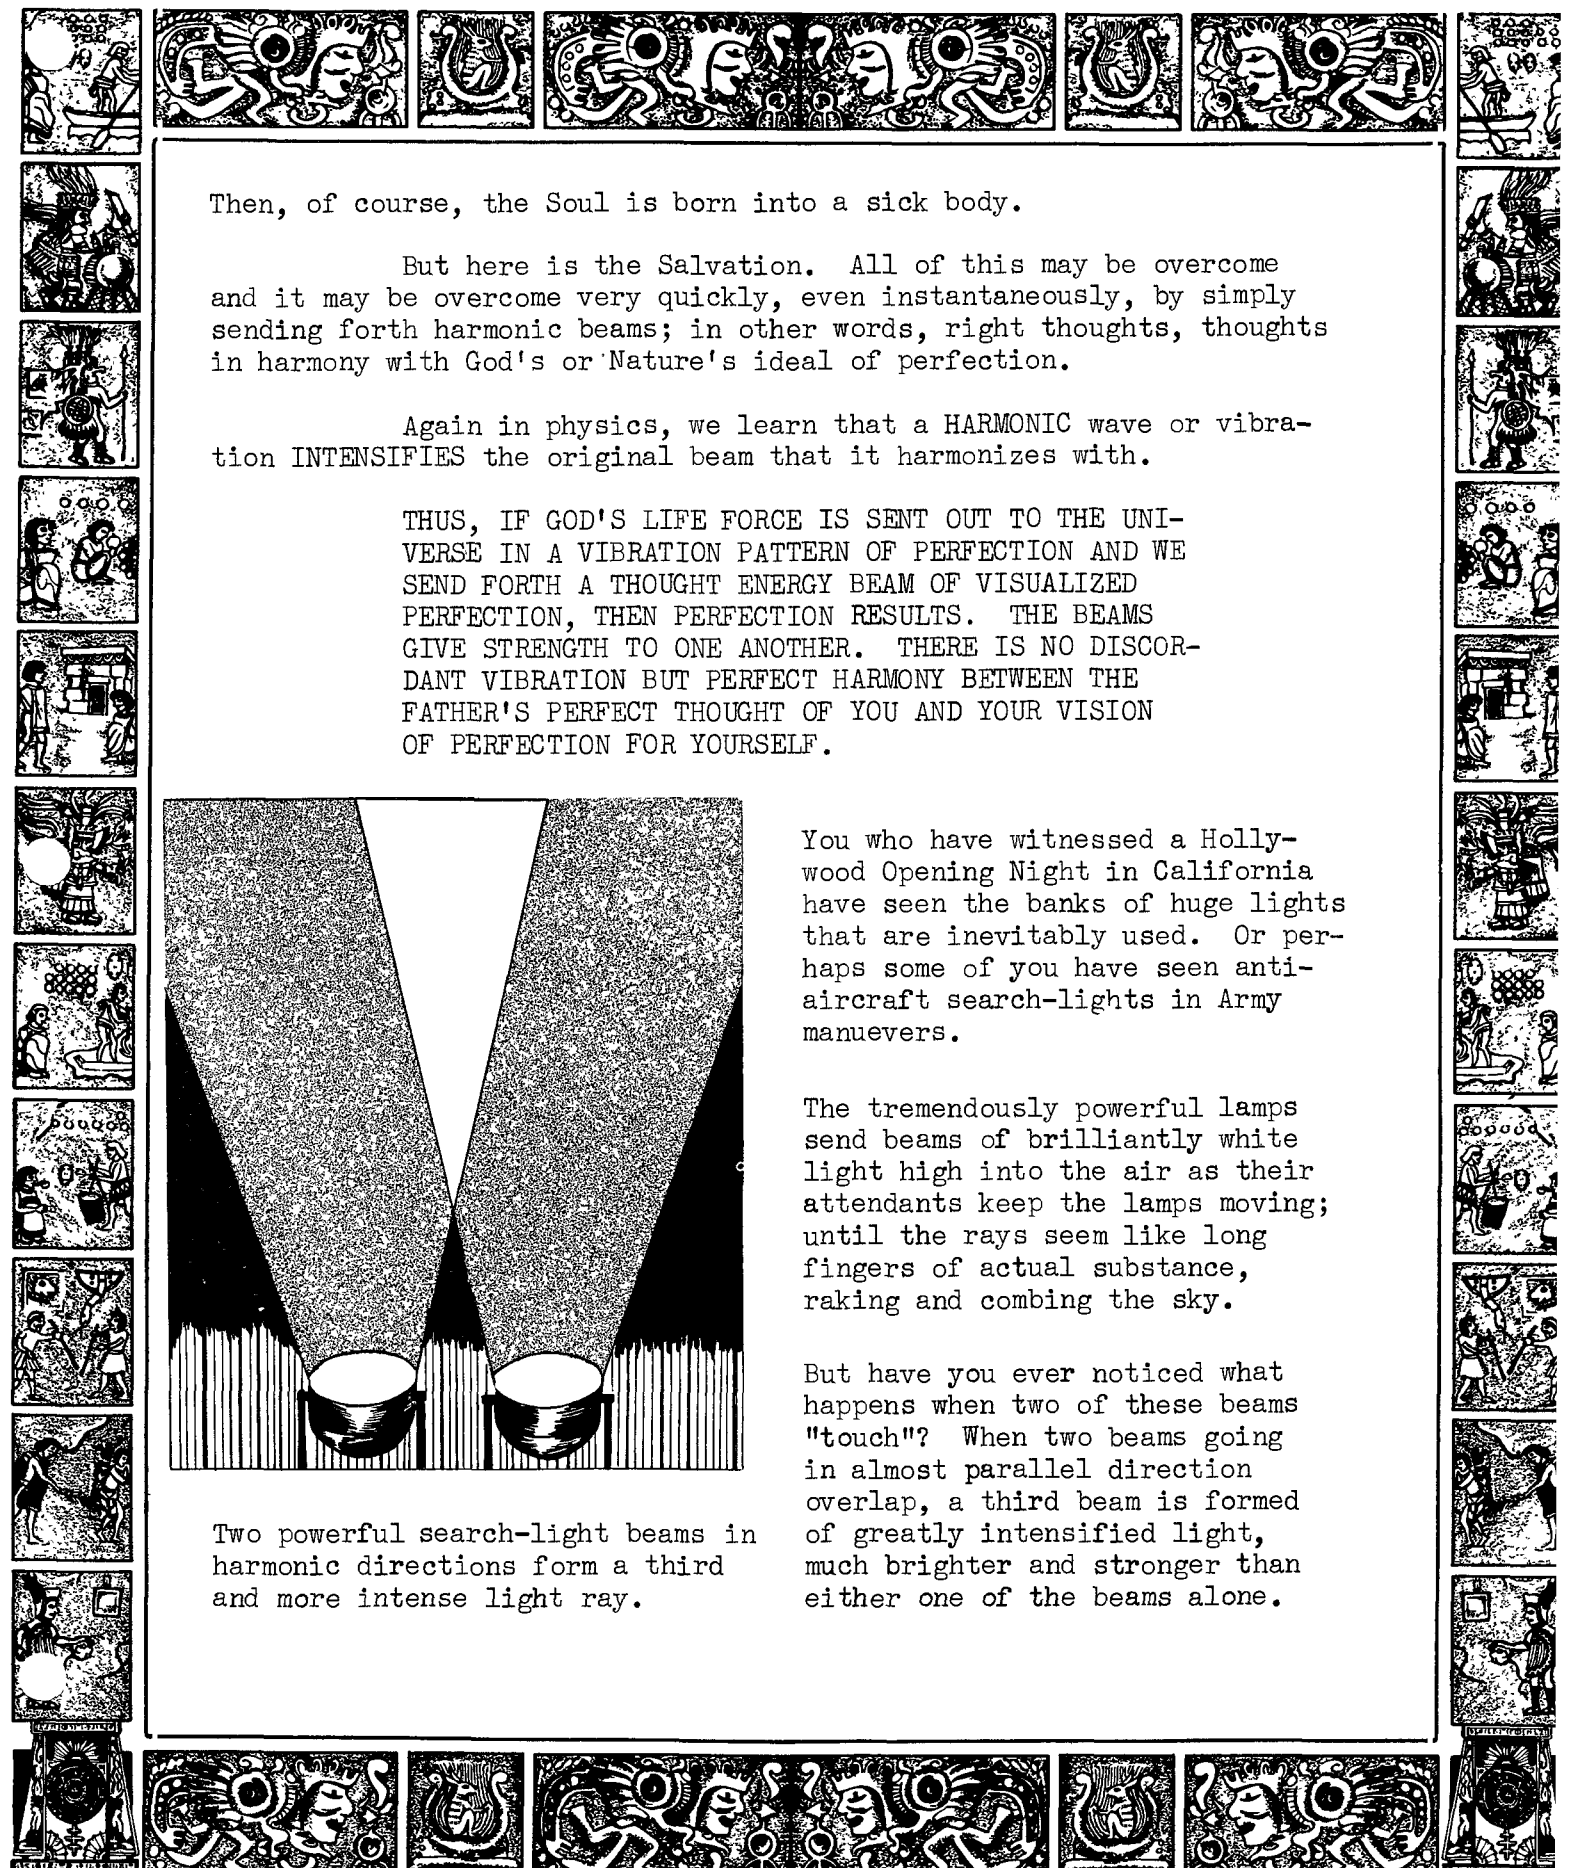 Then, of course, the Soul is born into a sick body.
But here is the Salvation. All of this may be overcome
and it may be overcome very quickly, even instantaneously, by simply
sending forth harmonic beams; in other words, right thoughts, thoughts
in harmony with God's or Nature's ideal of perfection.
Again in physics, we learn that a HARMONIC wave or vibra-
tion INTENSIFIES the original beam that it harmonizes with.
THUS, IF GOD'S LIFE FORCE IS SENT OUT TO THE UNI-
VERSE IN A VIBRATION PATTERN OF PERFECTION AND WE
SEND FORTH A THOUGHT ENERGY BEAM OF VISUALIZED
PERFECTION, THEN PERFECTION RESULTS. THE BEAMS
GIVE STRENGTH TO ONE ANOTHER. THERE IS NO DISCOR-
DANT VIBRATION BUT PERFECT HARMONY BETWEEN THE
FATHER'S PERFECT THOUGHT OF YOU AND YOUR VISION
OF PERFECTION FOR YOURSELF.
You who have witnessed a Holly-
wood Opening Night in California
have seen the banks of huge lights
that are inevitably used. Or per-
haps some of you have seen anti-
aircraft search-lights in Army
manuevers.
The tremendously powerful lamps
send beams of brilliantly white
light high into the air as their
attendants keep the lamps moving;
until the rays seem like long
fingers of actual substance,
raking and combing the sky.
But have you ever noticed what
happens when two of these beams
"touch"? When two beams going
in almost parallel direction
overlap, a third beam is formed
of greatly intensified light,
much brighter and stronger than
either one of the beams alone.
Two powerful search-light beams in
harmonic directions form a third
and more intense light ray.